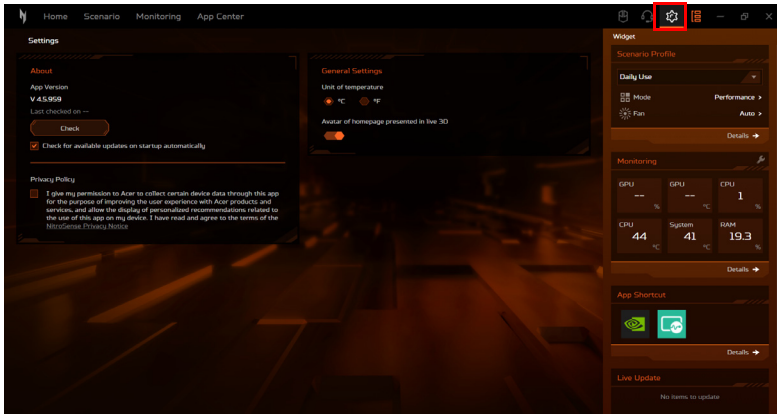 Home Scenario Monitoring App Center
Settings
About
App Version
V 4.5.959
Last checked on --
Check
Check for available updates on startup automatically
Privacy Policy
I give my permission to Acer to collect certain device data through this app
for the purpose of improving the user experience with Acer products and
services, and allow the display of personalized recommendations related to
the use of this app on my device. I have read and agree to the terms of the
NitroSense Privacy Notice
General Settings
Unit of temperature
°C °F
Avatar of homepage presented in live 3D
Widget
Scenario Profile
Daily Use
Mode Performance >
Fan Auto >
Details →
Monitoring
GPU GPU CPU
-- -- 1
% °C %
CPU System RAM
44 41 19.3
°C °C %
Details →
App Shortcut
Details →
Live Update
No items to update